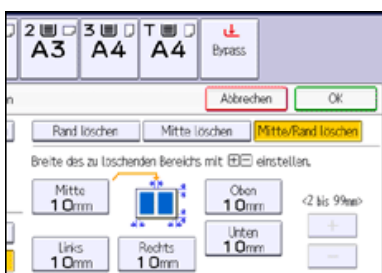 2 3 T
A3 A4 A4 Bypass
n Abbrechen OK
Rand löschen Mitte löschen Mitte/Rand löschen
Breite des zu löschenden Bereichs mit + − einstellen.
Mitte Oben
10mm 10mm <2 bis 99mm>
Unten +
Links Rechts 10mm
10mm 10mm −